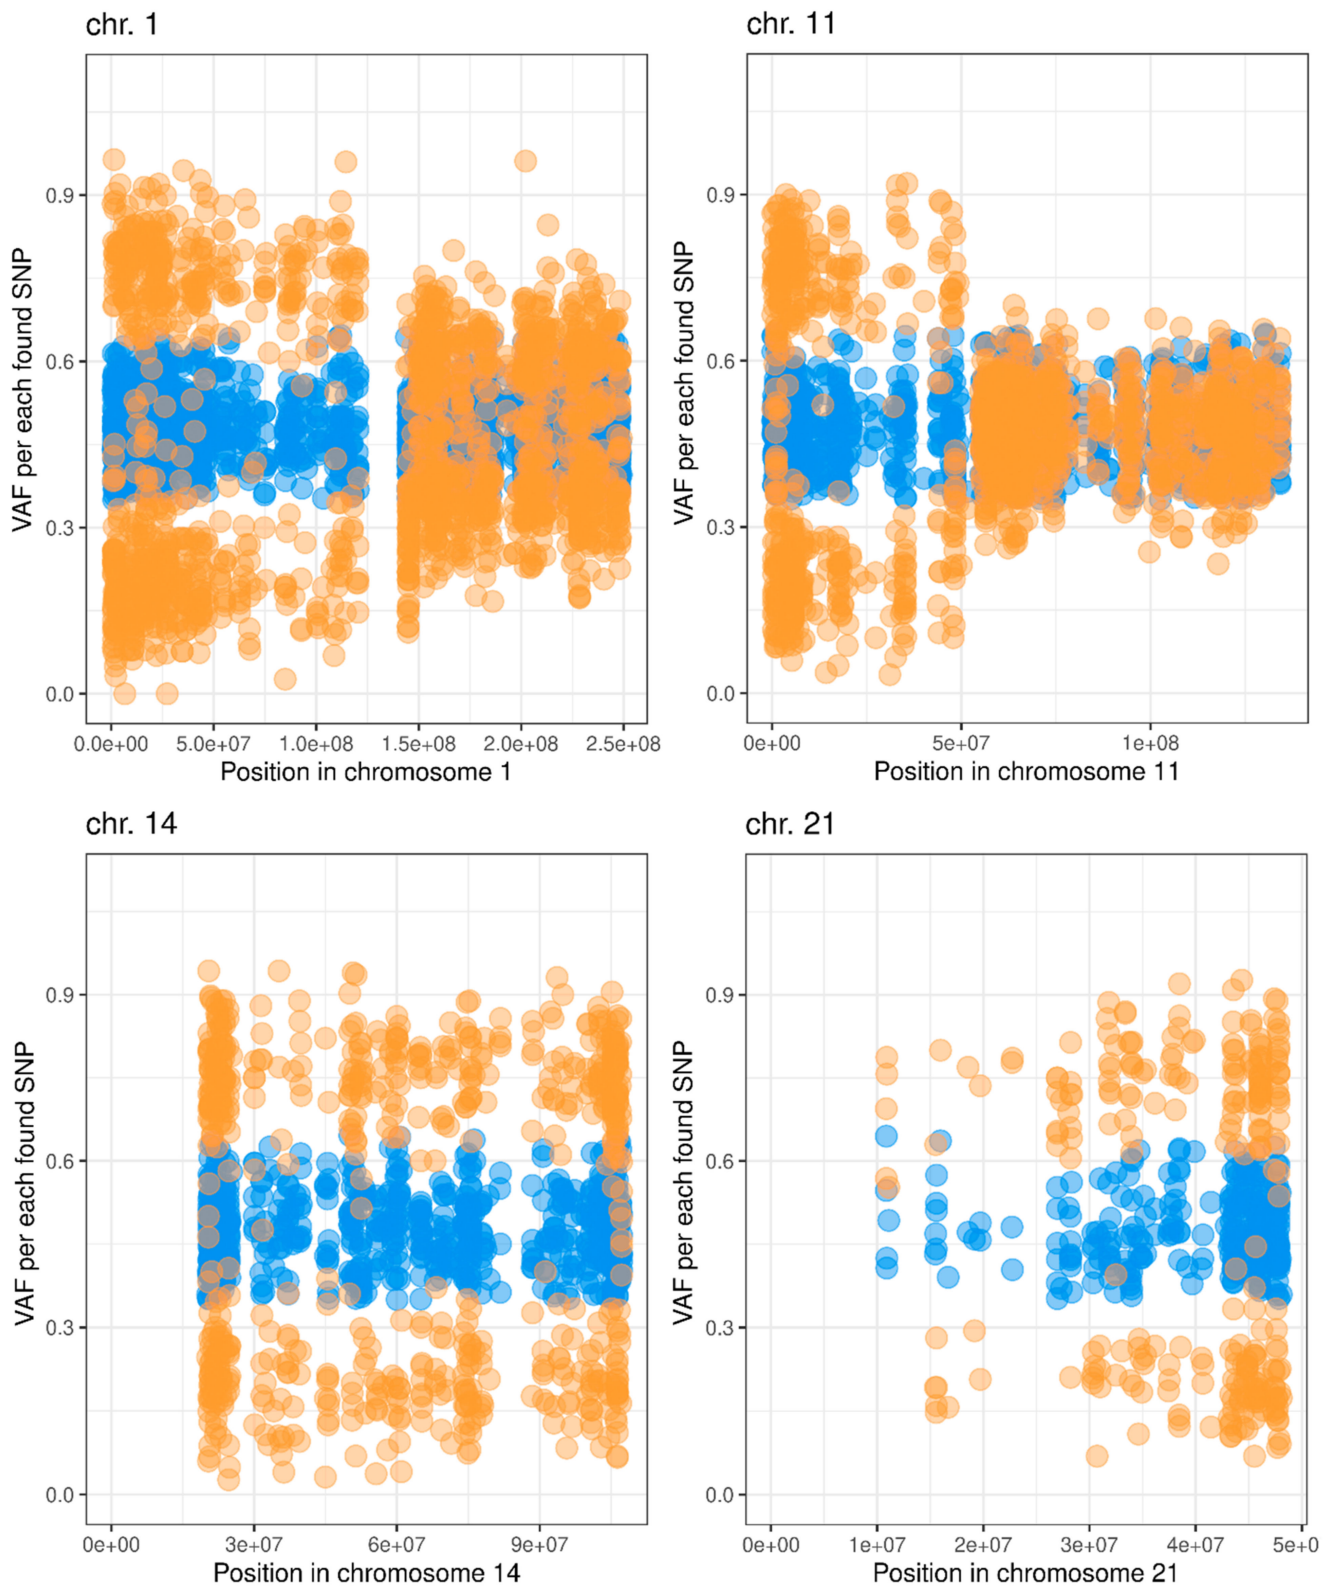 chr. 1
VAF per each found SNP
0.9
0.6
0.3
0.0
0.0e+00 5.0e+07 1.0e+08 1.5e+08 2.0e+08 2.5e+08
Position in chromosome 1
chr. 11
VAF per each found SNP
0.9
0.6
0.3
0.0
0e+00 5e+07 1e+08
Position in chromosome 11
chr. 14
VAF per each found SNP
0.9
0.6
0.3
0.0
0e+00 3e+07 6e+07 9e+07
Position in chromosome 14
chr. 21
VAF per each found SNP
0.9
0.6
0.3
0.0
0e+00 1e+07 2e+07 3e+07 4e+07 5e+0
Position in chromosome 21